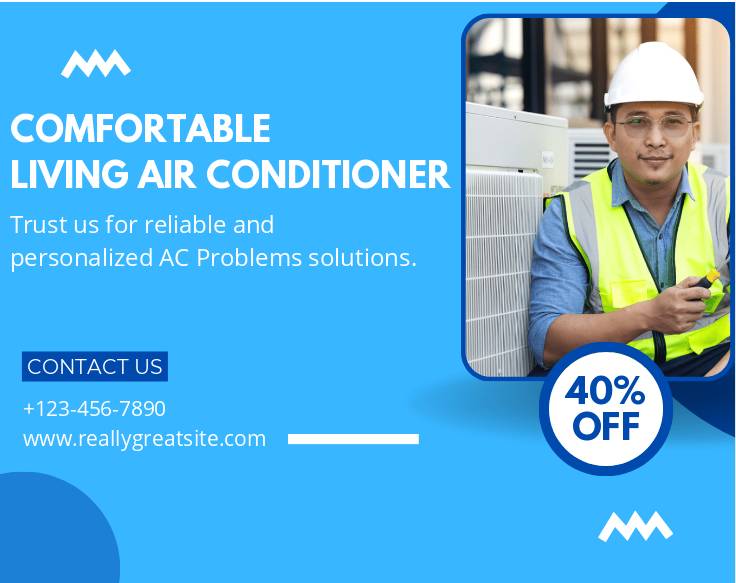 COMFORTABLE
LIVING AIR CONDITIONER
Trust us for reliable and
personalized AC Problems solutions.
CONTACT US
+123-456-7890
www.reallygreatsite.com
40%
OFF